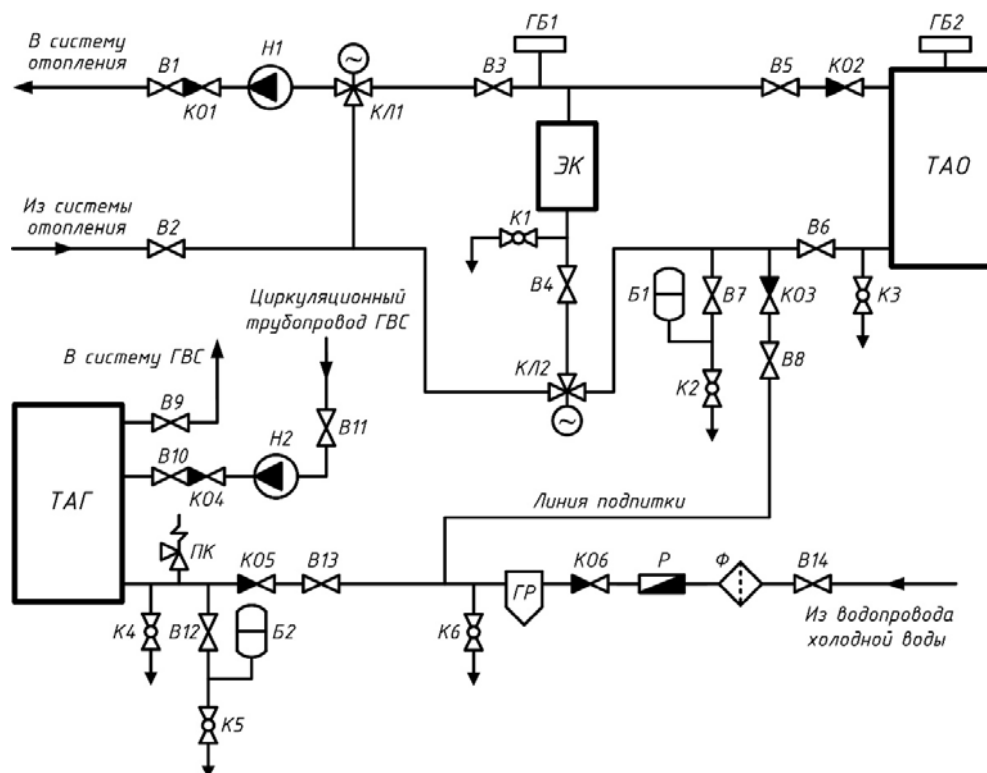 ГБ1
ГБ2
В систему
отопления
В1
КО1
Н1
КЛ1
В3
В5
КО2
ЭК
ТАО
Из системы
отопления
В2
К1
В4
В6
Б1
В7
КО3
К3
Циркуляционный
трубопровод ГВС
В систему ГВС
КЛ2
К2
В8
В9
В11
Н2
В10
КО4
ТАГ
Линия подпитки
ПК
КО5
В13
КО6
Р
Ф
В14
ГР
К4
В12
Б2
К6
Из водопровода
холодной воды
К5